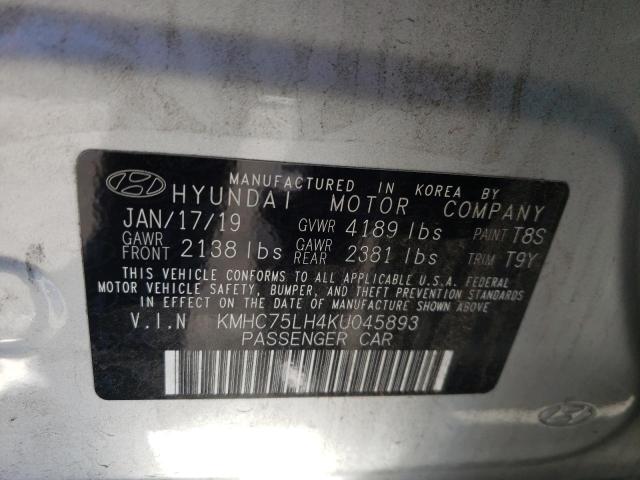 MANUFACTURED IN KOREA BY
HYUNDAI MOTOR COMPANY
JAN/17/19 GVWR 4189 lbs PAINT T8S
GAWR FRONT 2138 lbs GAWR REAR 2381 lbs TRIM T9Y
THIS VEHICLE CONFORMS TO ALL APPLICABLE U.S.A. FEDERAL
MOTOR VEHICLE SAFETY, BUMPER, AND THEFT PREVENTION STANDARDS
IN EFFECT ON THE DATE OF MANUFACTURE SHOWN ABOVE
V.I.N KMHC75LH4KU045893
PASSENGER CAR